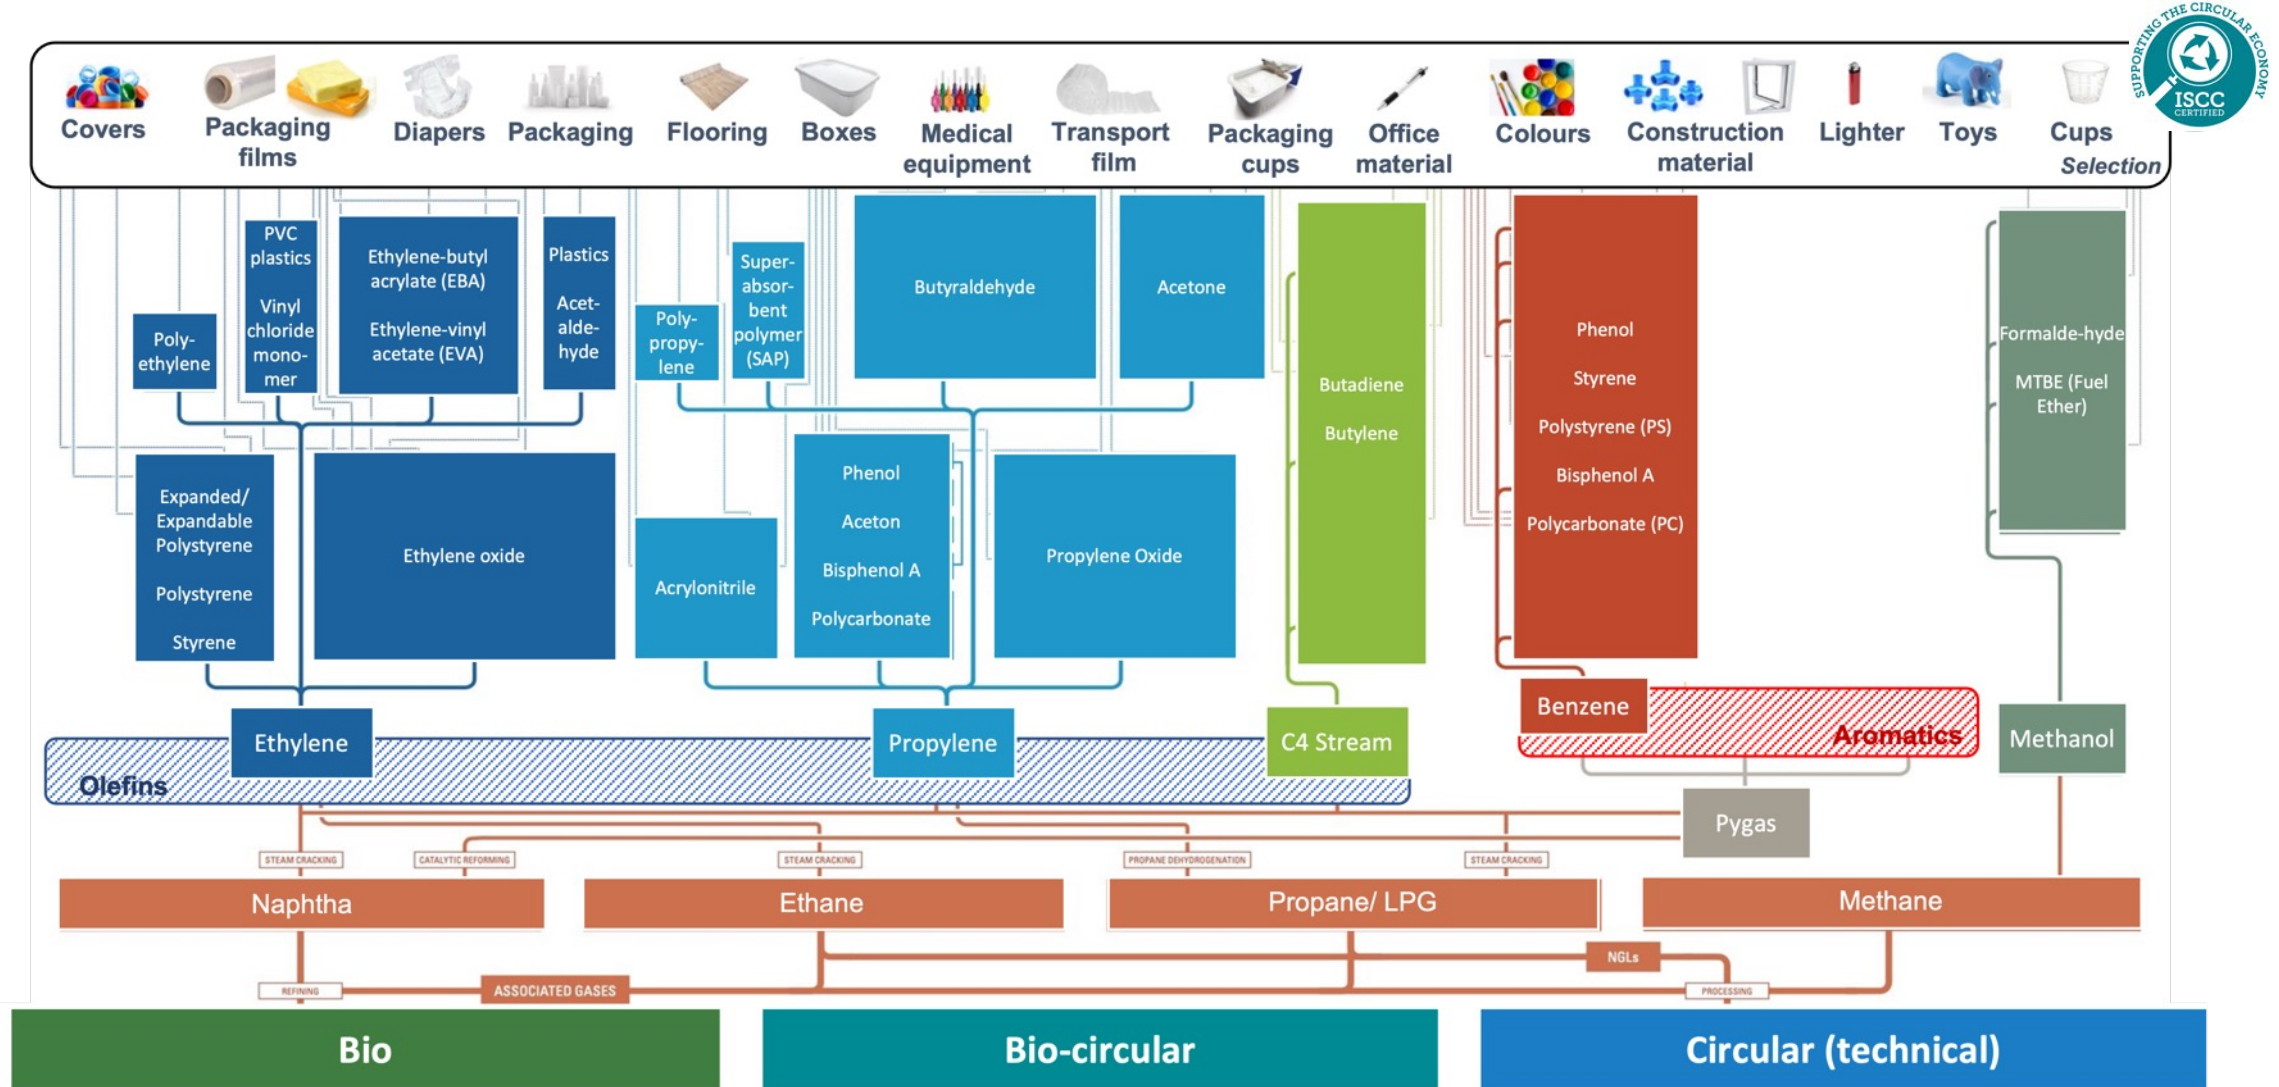 SUPPORTING THE CIRCULAR ECONOMY
ISCC
CERTIFIED
Covers
Packaging
films
Diapers
Packaging
Flooring
Boxes
Medical
equipment
Transport
film
Packaging
cups
Office
material
Colours
Construction
material
Lighter
Toys
Cups
Selection
Poly-
ethylene
PVC
plastics
Vinyl
chloride
mono-
mer
Ethylene-butyl
acrylate (EBA)
Ethylene-vinyl
acetate (EVA)
Plastics
Acet-
alde-
hyde
Poly-
propy-
lene
Super-
absor-
bent
polymer
(SAP)
Butyraldehyde
Acetone
Butadiene
Butylene
Phenol
Styrene
Polystyrene (PS)
Bisphenol A
Polycarbonate (PC)
Formalde-hyde
MTBE (Fuel
Ether)
Expanded/
Expandable
Polystyrene
Polystyrene
Styrene
Ethylene oxide
Acrylonitrile
Phenol
Aceton
Bisphenol A
Polycarbonate
Propylene Oxide
Ethylene
Propylene
C4 Stream
Benzene
Aromatics
Methanol
Olefins
Pygas
STEAM CRACKING
CATALYTIC REFORMING
STEAM CRACKING
PROPANE DEHYDROGENATION
STEAM CRACKING
Naphtha
Ethane
Propane/ LPG
Methane
NGLs
REFINING
ASSOCIATED GASES
PROCESSING
Bio
Bio-circular
Circular (technical)